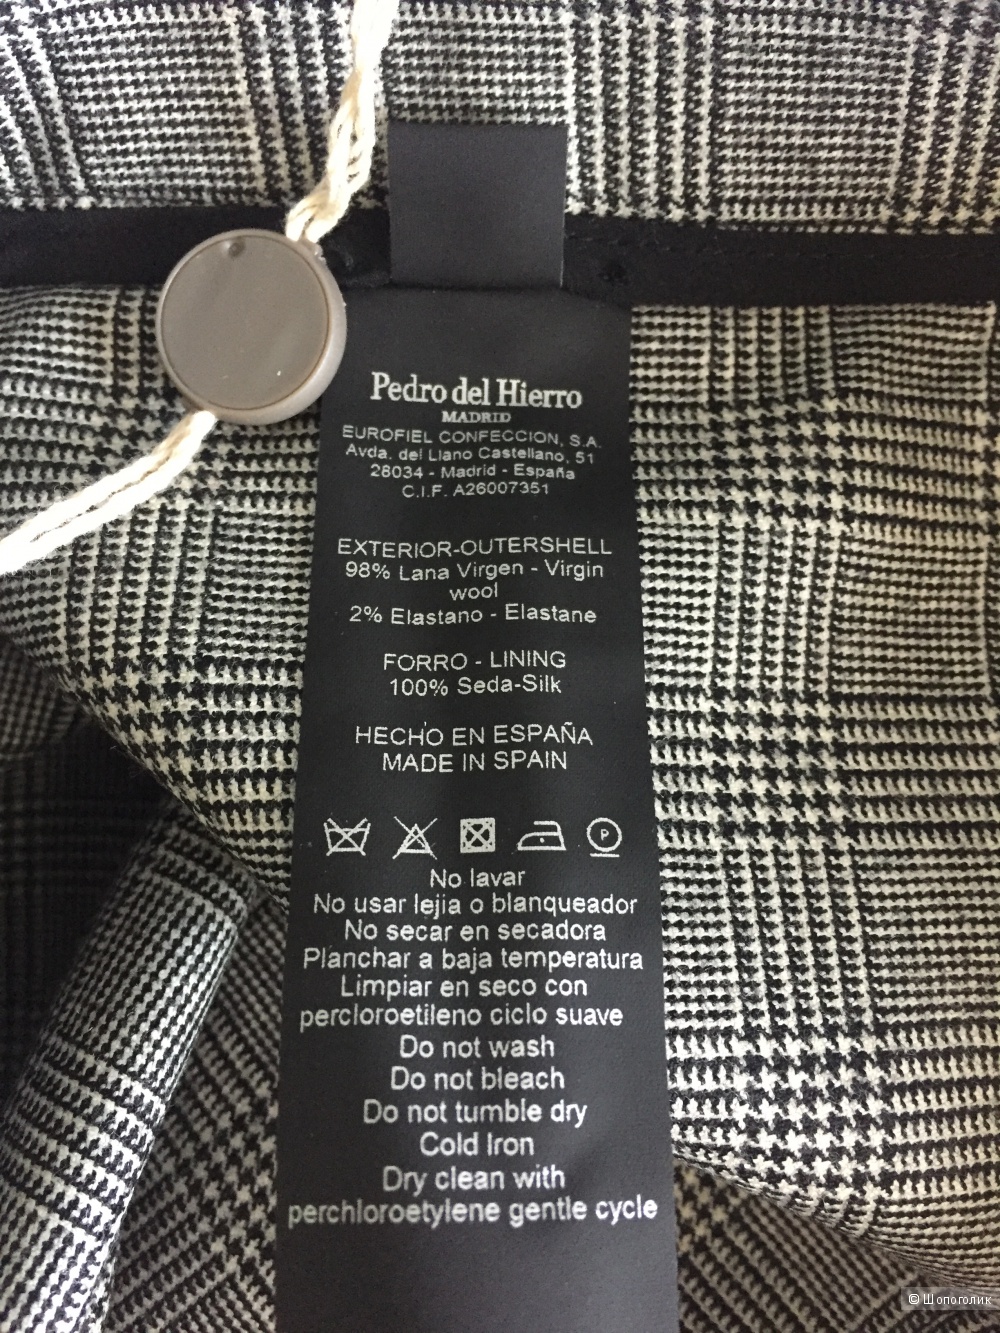 Pedro del Hierro
MADRID
EUROFIEL CONFECCION, S.A.
Avda. del Llano Castellano, 51
28034 - Madrid - España
C.I.F. A26007351
EXTERIOR-OUTERSHELL
98% Lana Virgen - Virgin
wool
2% Elastano - Elastane
FORRO - LINING
100% Seda-Silk
HECHO EN ESPAÑA
MADE IN SPAIN
P
No lavar
No usar lejia o blanqueador
No secar en secadora
Planchar a baja temperatura
Limpiar en seco con
percloroetileno ciclo suave
Do not wash
Do not bleach
Do not tumble dry
Cold Iron
Dry clean with
perchloroetylene gentle cycle
© Шопоголик